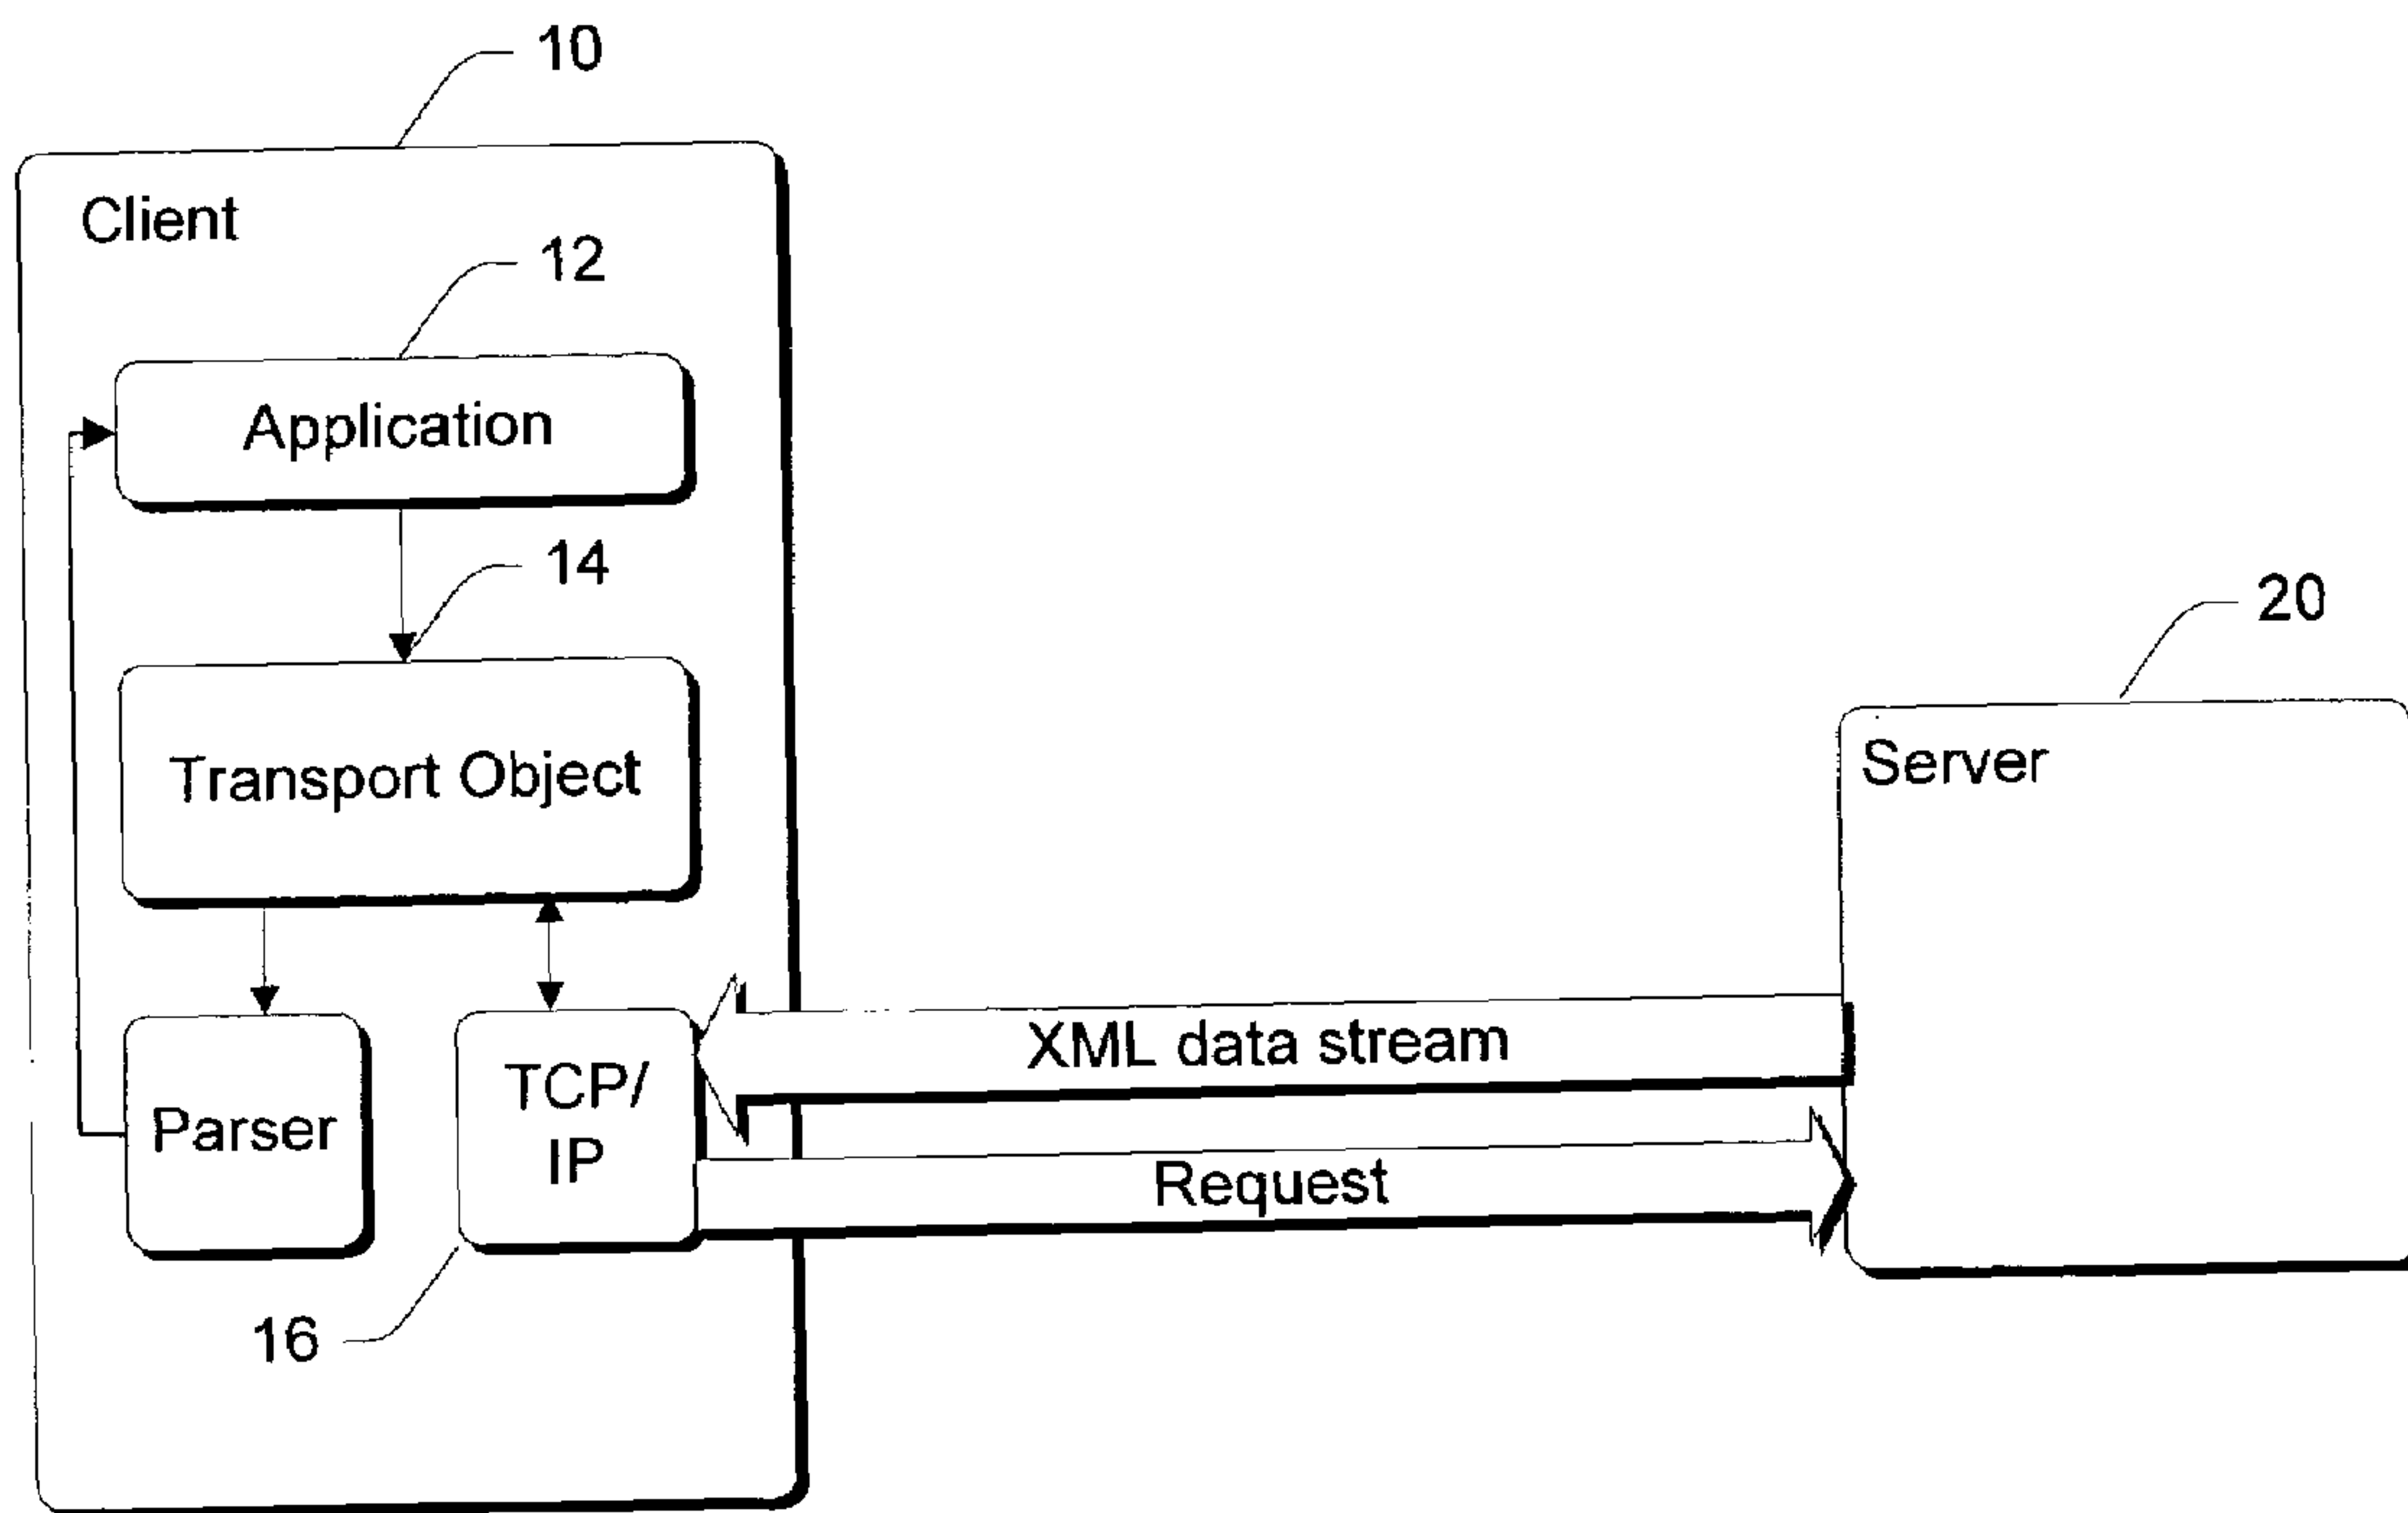 10
Client
12
Application
14
Transport Object
20
Server
XML data stream
TCP/
IP
Parser
Request
16